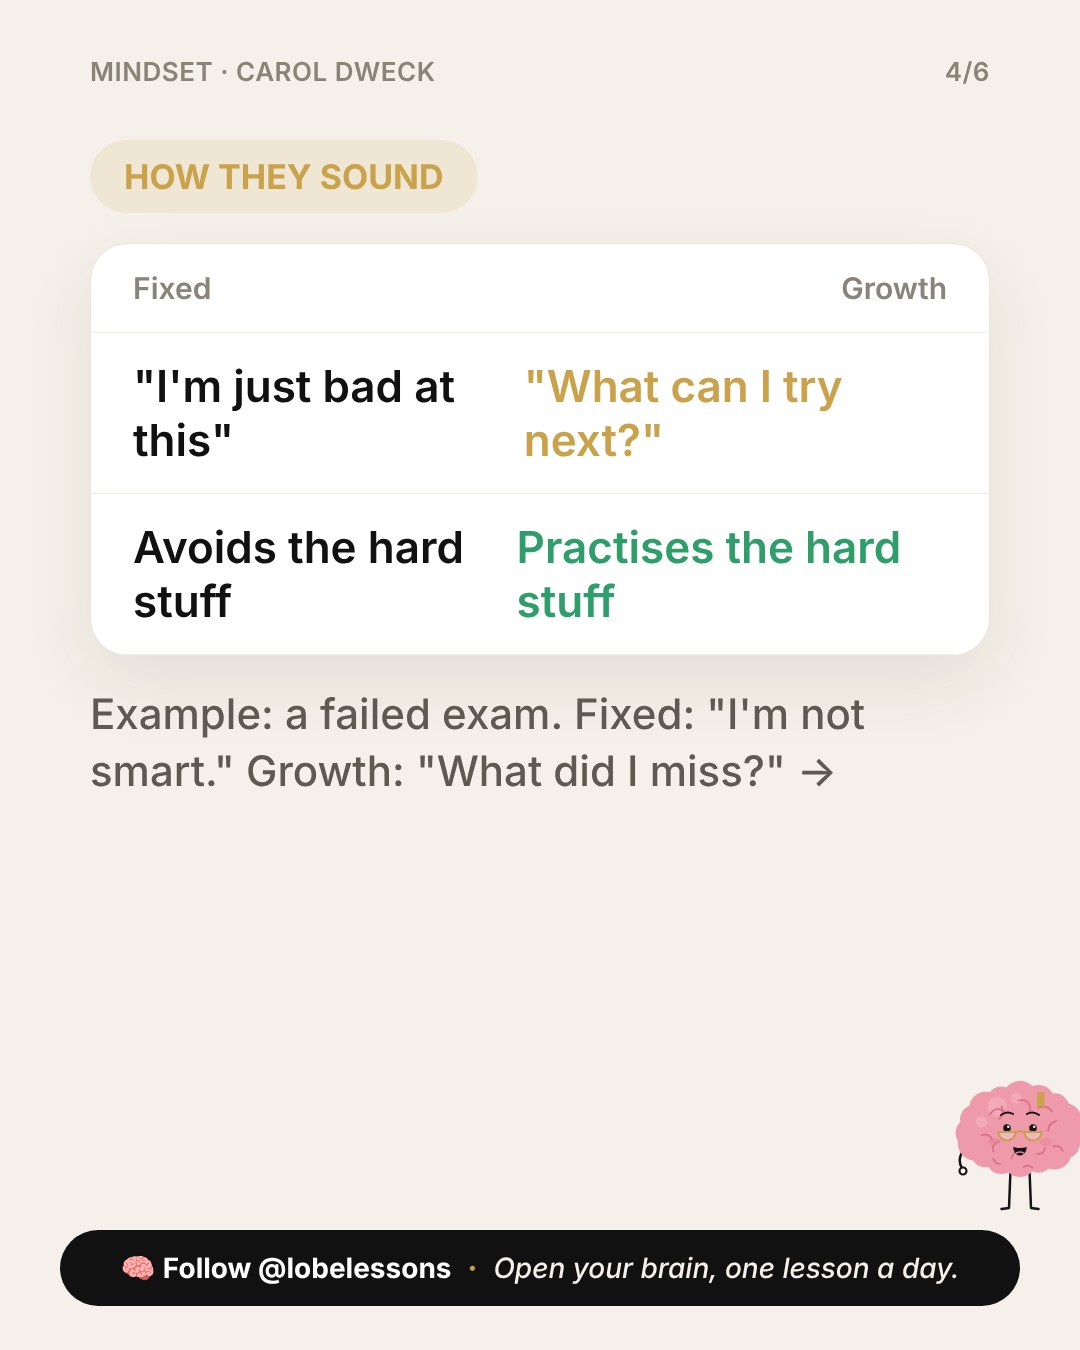 MINDSET · CAROL DWECK 4/6
HOW THEY SOUND
Fixed Growth
"I'm just bad at
this"
"What can I try
next?"
Avoids the hard
stuff
Practises the hard
stuff
Example: a failed exam. Fixed: "I'm not
smart." Growth: "What did I miss?" →
🧠 Follow @lobelessons · Open your brain, one lesson a day.